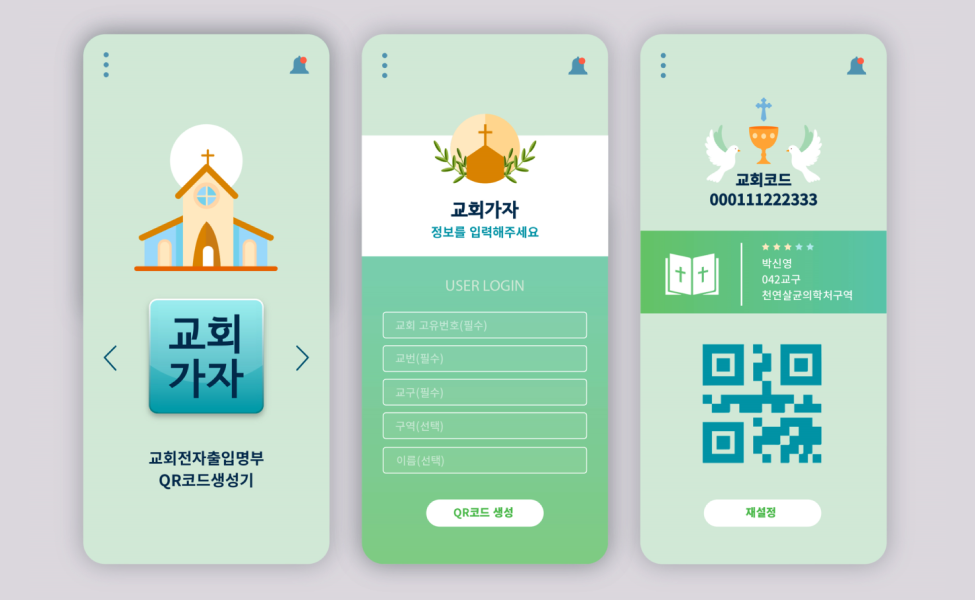 교회
가자
교회전자출입명부
QR코드생성기
교회가자
정보를 입력해주세요
USER LOGIN
교회 고유번호(필수)
교번(필수)
교구(필수)
구역(선택)
이름(선택)
QR코드 생성
교회코드
000111222333
박신영
042교구
천연살균의학처구역
재설정